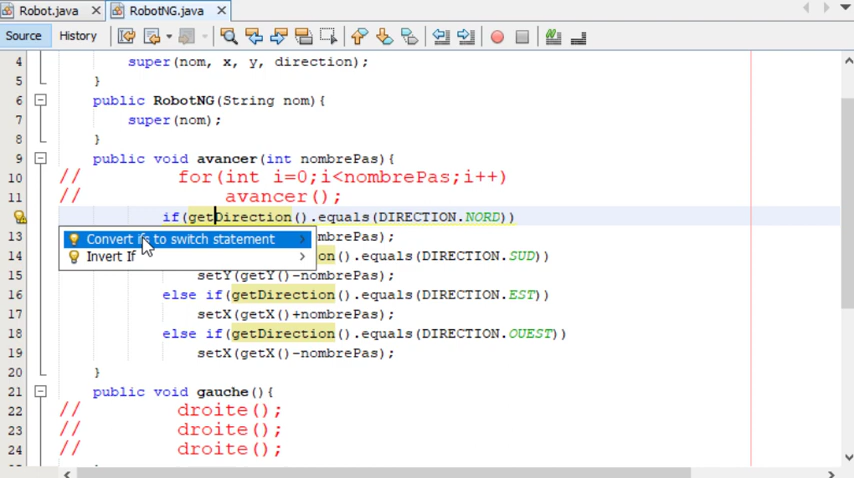 Robot.java RobotNG.java
Source History
4 super(nom, x, y, direction);
5 }
6 public RobotNG(String nom){
7 super(nom);
8 }
9 public void avancer(int nombrePas){
10 // for(int i=0;i<nombrePas;i++)
11 // avancer();
if(getDirection().equals(DIRECTION.NORD))
Convert ifs to switch statement
Invert If
13 mbrePas);
14 on().equals(DIRECTION.SUD))
15 setY(getY()-nombrePas);
16 else if(getDirection().equals(DIRECTION.EST))
17 setX(getX()+nombrePas);
18 else if(getDirection().equals(DIRECTION.OUEST))
19 setX(getX()-nombrePas);
20 }
21 public void gauche(){
22 // droite();
23 // droite();
24 // droite();